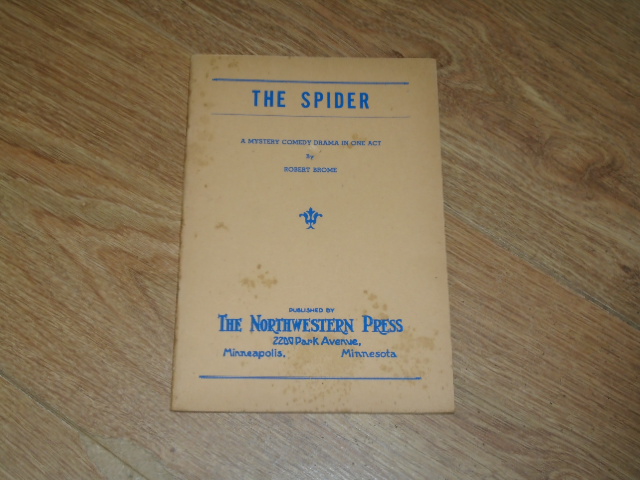 THE SPIDER
A MYSTERY COMEDY DRAMA IN ONE ACT
By
ROBERT BROME
PUBLISHED BY
THE NORTHWESTERN PRESS
2200 Park Avenue,
Minneapolis, Minnesota